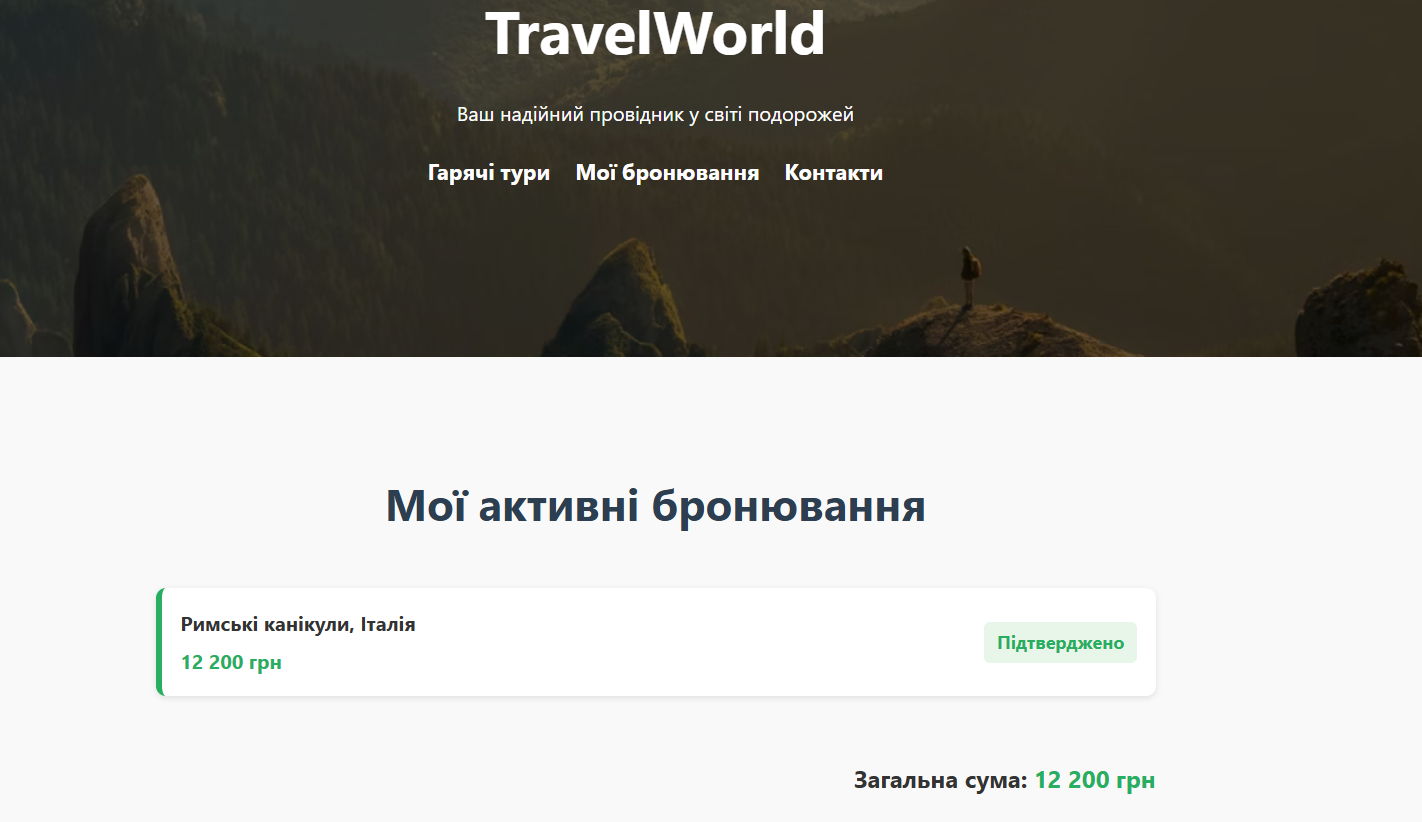 TravelWorld
Ваш надійний провідник у світі подорожей
Гарячі тури Мої бронювання Контакти
Мої активні бронювання
Римські канікули, Італія
12 200 грн
Підтверджено
Загальна сума: 12 200 грн